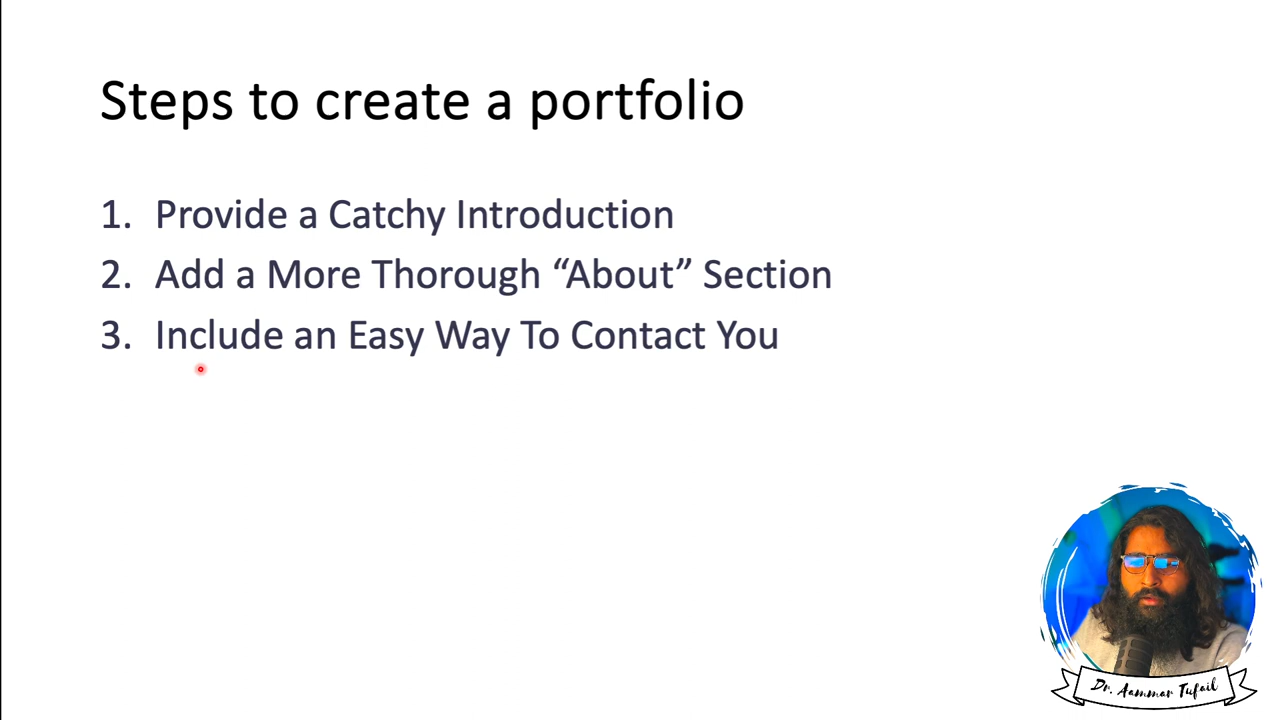 Steps to create a portfolio
1. Provide a Catchy Introduction
2. Add a More Thorough “About” Section
3. Include an Easy Way To Contact You
Dr. Aammar Tufail